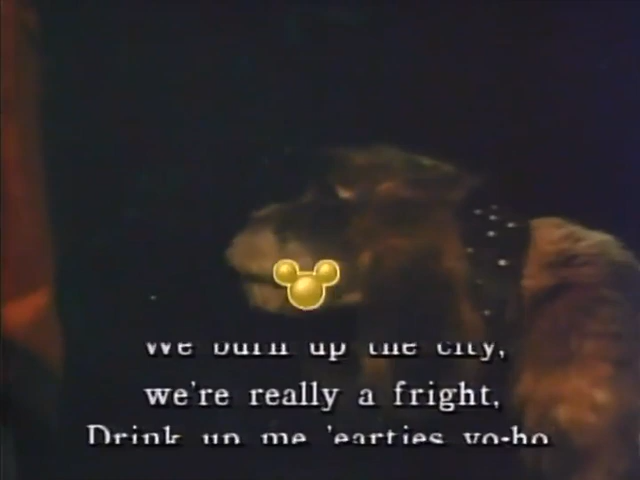 We burn up the city,
we're really a fright,
Drink up me 'earties yo-ho